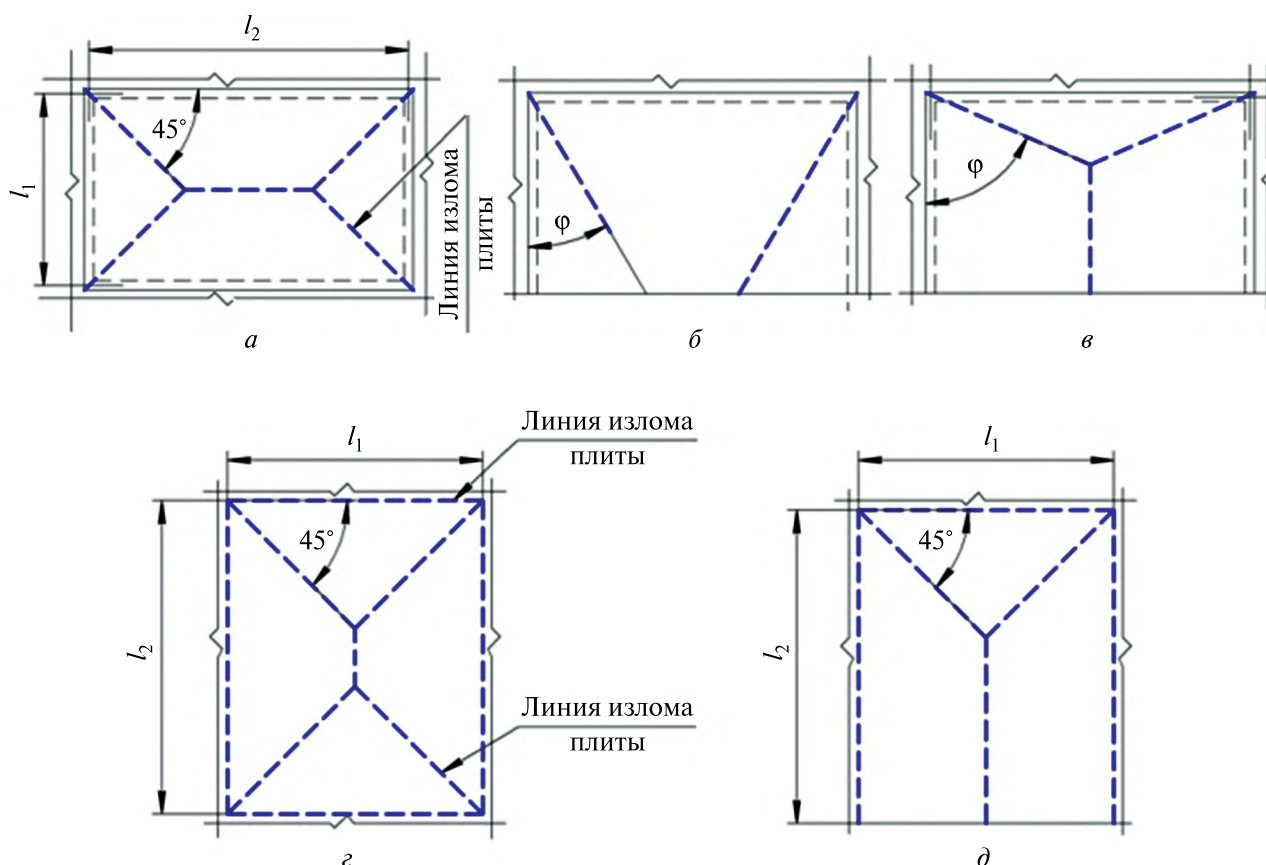 l2
45°
l1
Линия излома
плиты
а
φ
б
φ
в
Линия излома
плиты
l1
45°
l2
Линия излома
плиты
г
l1
45°
l2
д